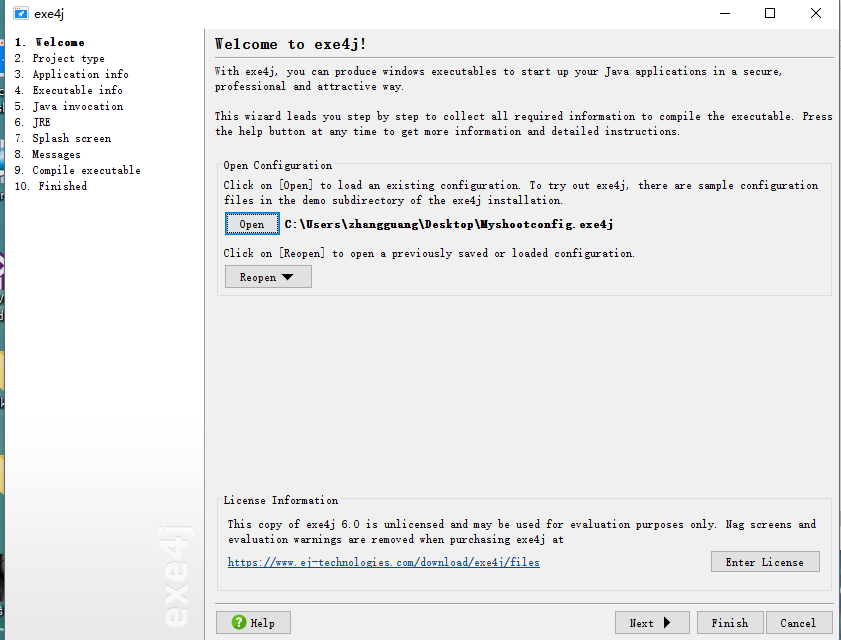 exe4j
1. Welcome
2. Project type
3. Application info
4. Executable info
5. Java invocation
6. JRE
7. Splash screen
8. Messages
9. Compile executable
10. Finished
exe4j
Welcome to exe4j!
With exe4j, you can produce windows executables to start up your Java applications in a secure,
professional and attractive way.
This wizard leads you step by step to collect all required information to compile the executable. Press
the help button at any time to get more information and detailed instructions.
Open Configuration
Click on [Open] to load an existing configuration. To try out exe4j, there are sample configuration
files in the demo subdirectory of the exe4j installation.
Open C:\Users\zhangguang\Desktop\Myshootconfig.exe4j
Click on [Reopen] to open a previously saved or loaded configuration.
Reopen
License Information
This copy of exe4j 6.0 is unlicensed and may be used for evaluation purposes only. Nag screens and
evaluation warnings are removed when purchasing exe4j at
https://www.ej-technologies.com/download/exe4j/files
Enter License
Help
Next
Finish
Cancel